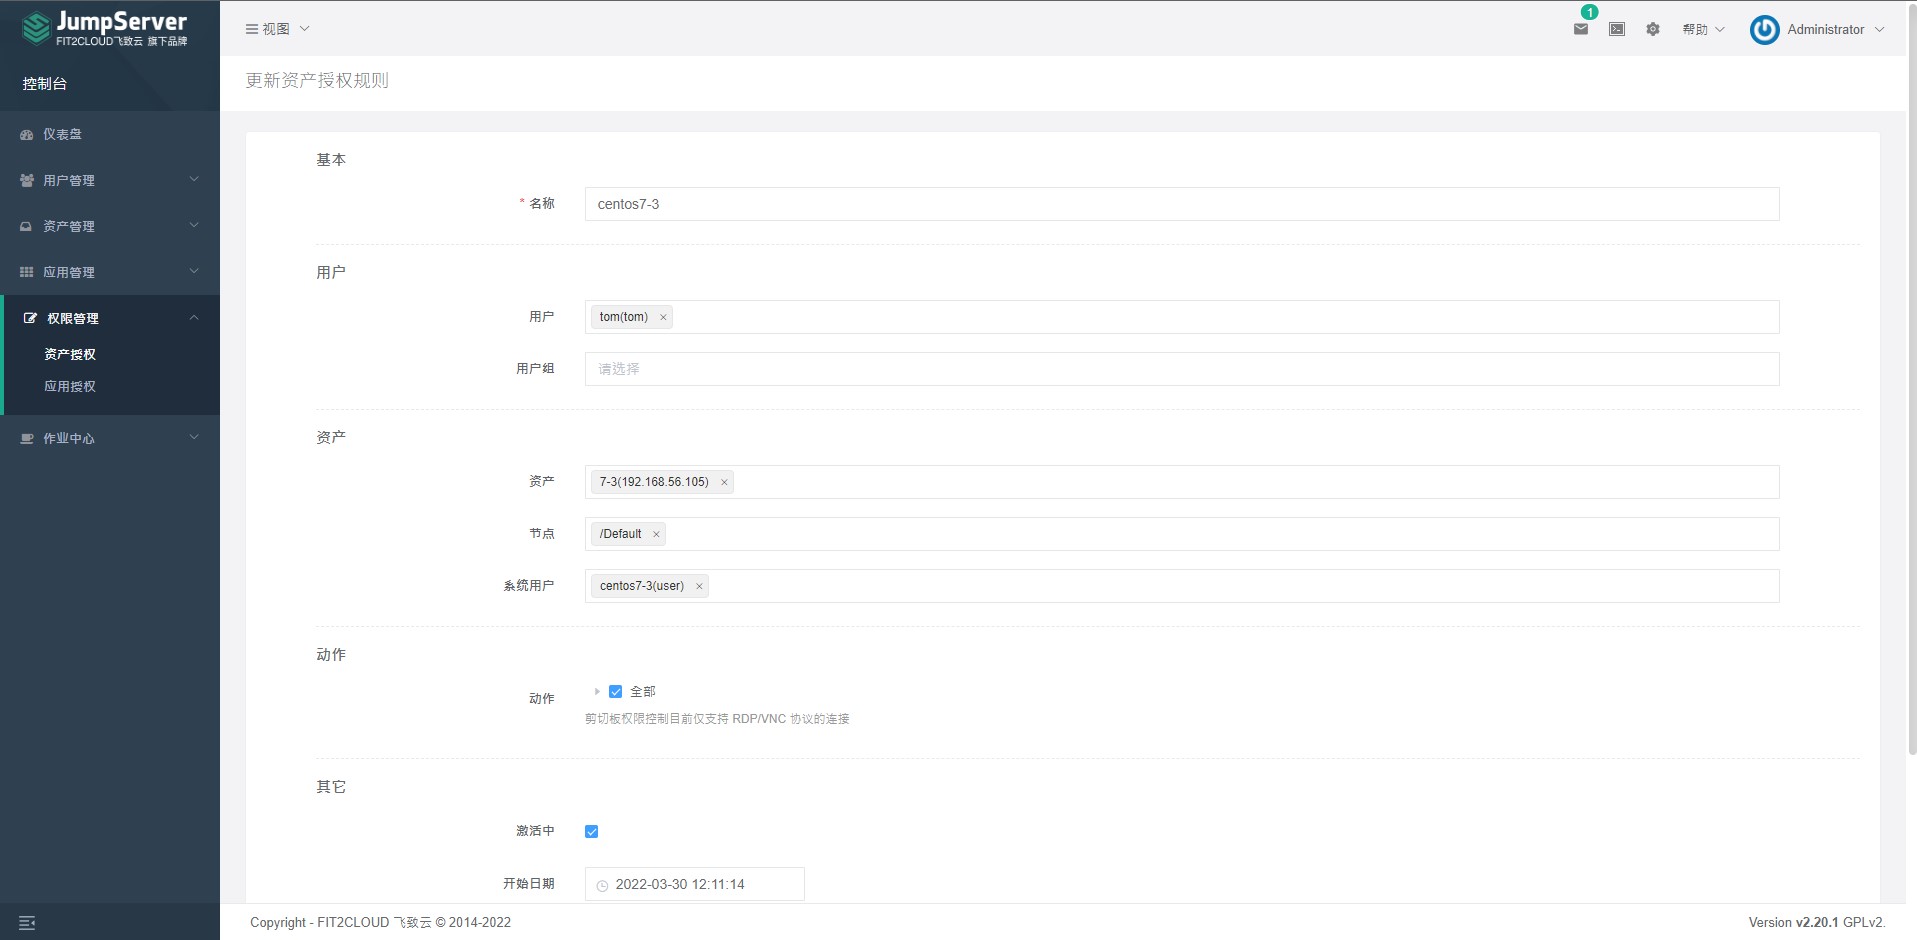 JumpServer
FIT2CLOUD飞致云 旗下品牌
控制台
仪表盘
用户管理
资产管理
应用管理
权限管理
资产授权
应用授权
作业中心
视图
1
帮助
Administrator
更新资产授权规则
基本
* 名称
centos7-3
用户
用户
tom(tom) ×
用户组
请选择
资产
资产
7-3(192.168.56.105) ×
节点
/Default ×
系统用户
centos7-3(user) ×
动作
动作
全部
剪切板权限控制目前仅支持 RDP/VNC 协议的连接
其它
激活中
开始日期
2022-03-30 12:11:14
Copyright - FIT2CLOUD 飞致云 © 2014-2022
Version v2.20.1 GPLv2.